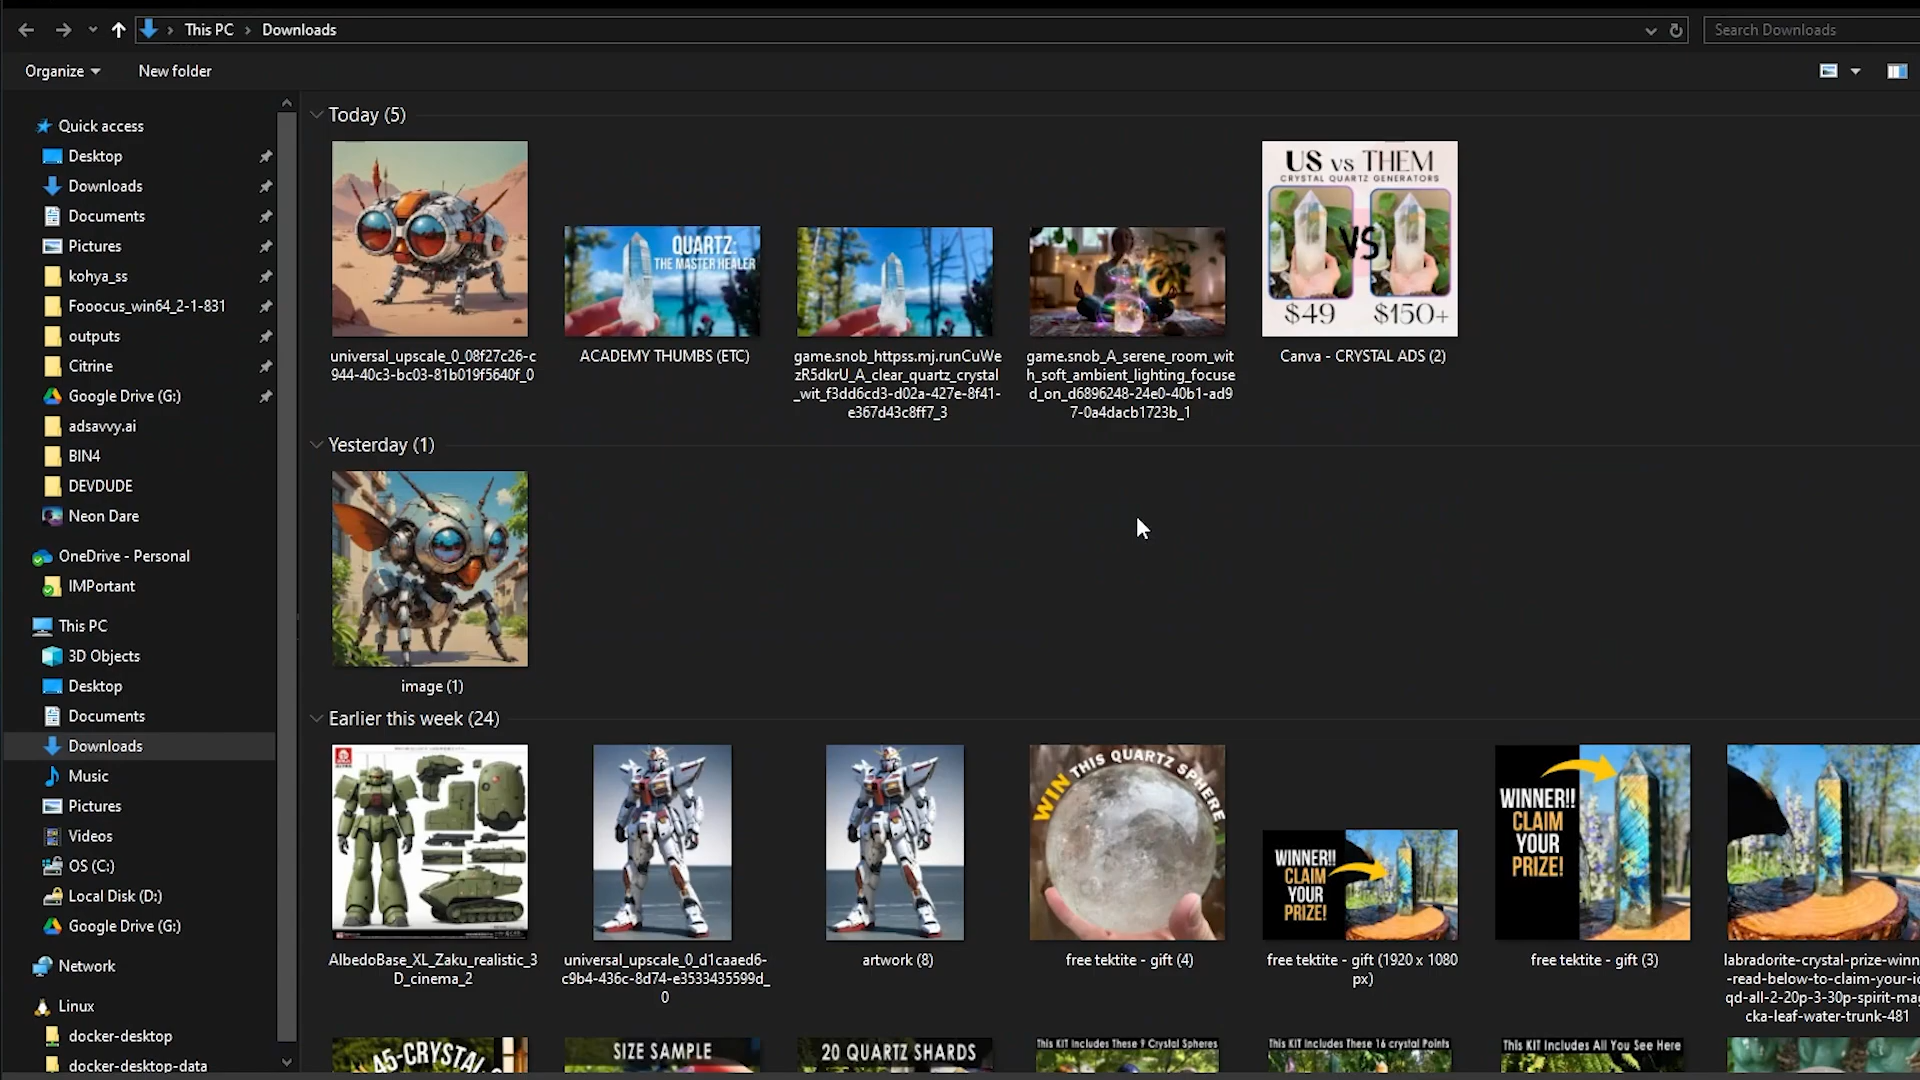 This PC > Downloads
Search Downloads
Organize
New folder
Quick access
Desktop
Downloads
Documents
Pictures
kohya_ss
Fooocus_win64_2-1-831
outputs
Citrine
Google Drive (G:)
adsavvy.ai
BIN4
DEVDUDE
Neon Dare
OneDrive - Personal
IMPortant
This PC
3D Objects
Desktop
Documents
Downloads
Music
Pictures
Videos
OS (C:)
Local Disk (D:)
Google Drive (G:)
Network
Linux
docker-desktop
docker-desktop-data
Today (5)
QUARTZ:
THE MASTER HEALER
US vs THEM
CRYSTAL QUARTZ GENERATORS
VS
$49 $150+
universal_upscale_0_08f27c26-c
944-40c3-bc03-81b019f5640f_0
ACADEMY THUMBS (ETC)
game.snob_httpss.mj.runCuWe
zR5dkrU_A_clear_quartz_crystal
_wit_f3dd6cd3-d02a-427e-8f41-
e367d43c8ff7_3
game.snob_A_serene_room_wit
h_soft_ambient_lighting_focuse
d_on_d6896248-24e0-40b1-ad9
7-0a4dacb1723b_1
Canva - CRYSTAL ADS (2)
Yesterday (1)
image (1)
Earlier this week (24)
WIN THIS QUARTZ SPHERE
WINNER!!
CLAIM
YOUR
PRIZE!
WINNER!!
CLAIM
YOUR
PRIZE!
AlbedoBase_XL_Zaku_realistic_3
D_cinema_2
universal_upscale_0_d1caaed6-
c9b4-436c-8d74-e3533435599d_
0
artwork (8)
free tektite - gift (4)
free tektite - gift (1920 x 1080
px)
free tektite - gift (3)
labradorite-crystal-prize-winn
-read-below-to-claim-your-i
qd-all-2-20p-3-30p-spirit-ma
cka-leaf-water-trunk-481
45-CRYSTAL
SIZE SAMPLE
20 QUARTZ SHARDS
This KIT Includes These 9 Crystal Spheres
This KIT Includes These 16 crystal Points
This KIT Includes All You See Here